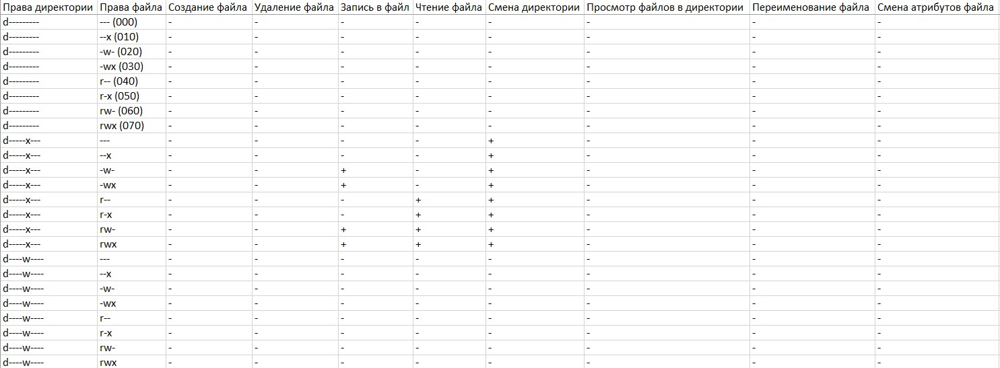 Права директории Права файла Создание файла Удаление файла Запись в файл Чтение файла Смена директории Просмотр файлов в директории Переименование файла Смена атрибутов файла
d--------- --- (000) - - - - - - - -
d--------- --x (010) - - - - - - - -
d--------- -w- (020) - - - - - - - -
d--------- -wx (030) - - - - - - - -
d--------- r-- (040) - - - - - - - -
d--------- r-x (050) - - - - - - - -
d--------- rw- (060) - - - - - - - -
d--------- rwx (070) - - - - - - - -
d-----x--- --- - - - - + - - -
d-----x--- --x - - - - + - - -
d-----x--- -w- - - + - + - - -
d-----x--- -wx - - + - + - - -
d-----x--- r-- - - - + + - - -
d-----x--- r-x - - - + + - - -
d-----x--- rw- - - + + + - - -
d-----x--- rwx - - + + + - - -
d----w---- --- - - - - - - - -
d----w---- --x - - - - - - - -
d----w---- -w- - - - - - - - -
d----w---- -wx - - - - - - - -
d----w---- r-- - - - - - - - -
d----w---- r-x - - - - - - - -
d----w---- rw- - - - - - - - -
d----w---- rwx - - - - - - - -